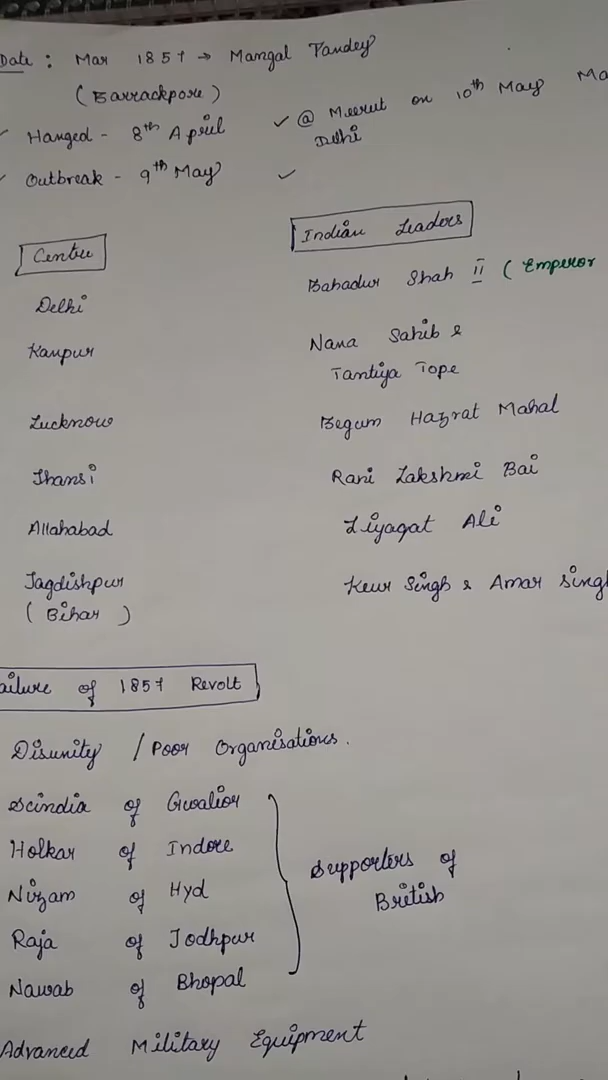 Date : Mar 1857 → Mangal Pandey
(Barrackpore)
✓ Hanged - 8th April
✓ @ Meerut on 10th May
Delhi
✓ Outbreak - 9th May ✓
Centre
Indian Leaders
Delhi Bahadur Shah II (Emperor
Kanpur Nana Sahib &
Tantiya Tope
Lucknow Begum Hazrat Mahal
Jhansi Rani Lakshmi Bai
Allahabad Liyaqat Ali
Jagdishpur Kuwr Singh & Amar Singh
(Bihar)
ailure of 1857 Revolt
Disunity / Poor Organisations.
Scindia of Gwalior
Holkar of Indore
Supporters of
Nizam of Hyd
British
Raja of Jodhpur
Nawab of Bhopal
Advanced Military Equipment